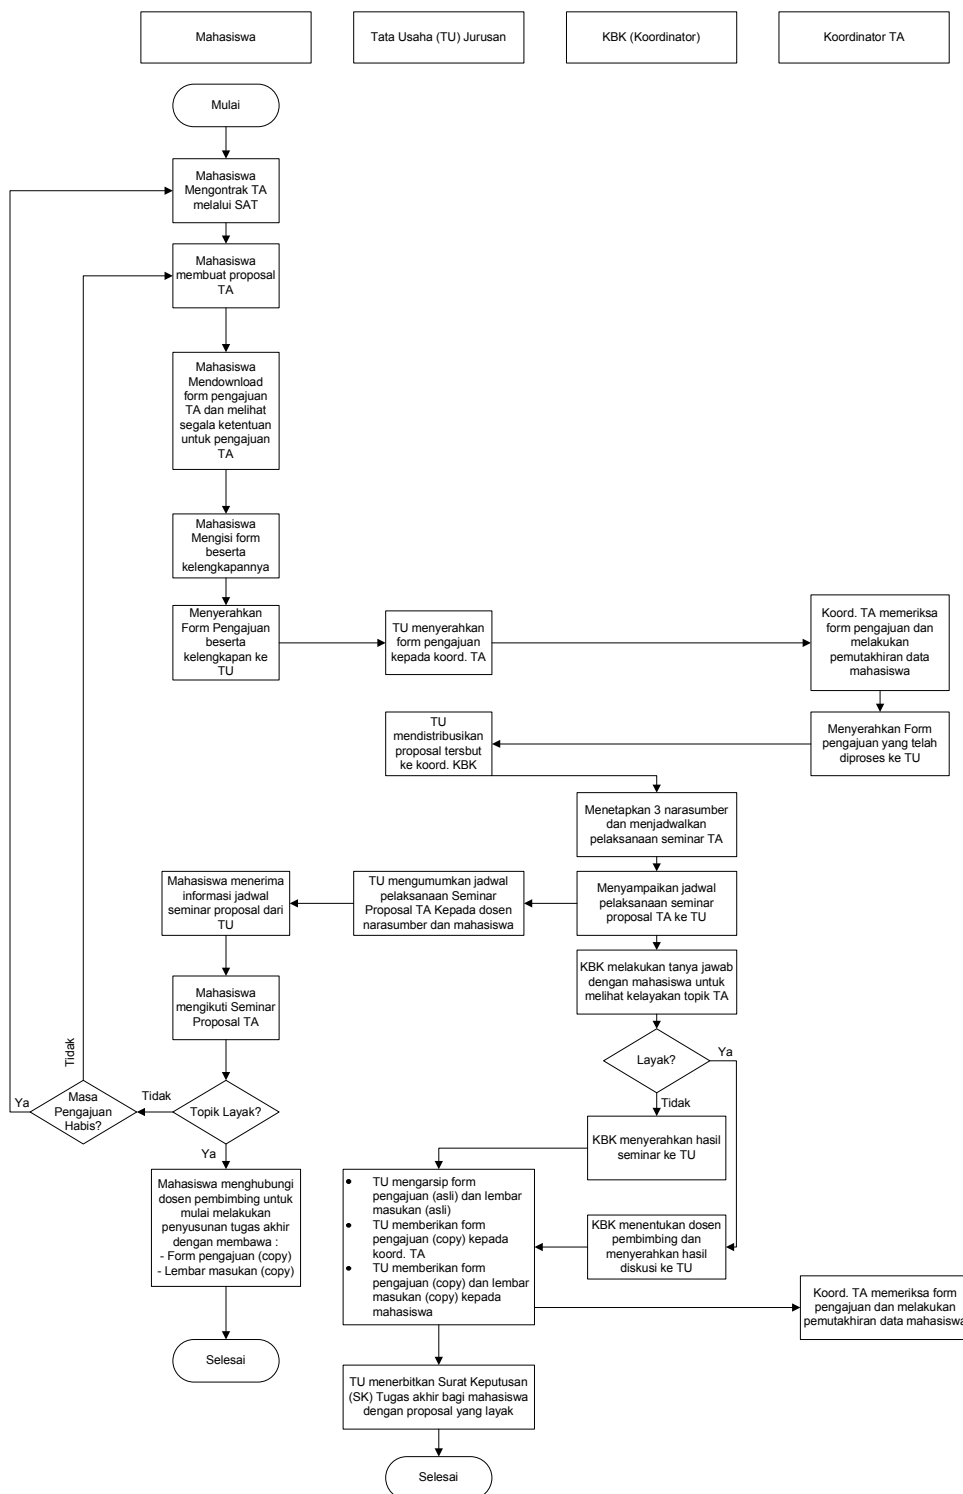 Mahasiswa
Tata Usaha (TU) Jurusan
KBK (Koordinator)
Koordinator TA
Mulai
Mahasiswa
Mengontrak TA
melalui SAT
Mahasiswa
membuat proposal
TA
Mahasiswa
Mendownload
form pengajuan
TA dan melihat
segala ketentuan
untuk pengajuan
TA
Mahasiswa
Mengisi form
beserta
kelengkapannya
Menyerahkan
Form Pengajuan
beserta
kelengkapan ke
TU
TU menyerahkan
form pengajuan
kepada koord. TA
Koord. TA memeriksa
form pengajuan dan
melakukan
pemutakhiran data
mahasiswa
Menyerahkan Form
pengajuan yang telah
diproses ke TU
TU
mendistribusikan
proposal tersbut
ke koord. KBK
Menetapkan 3 narasumber
dan menjadwalkan
pelaksanaan seminar TA
Menyampaikan jadwal
pelaksanaan seminar
proposal TA ke TU
TU mengumumkan jadwal
pelaksanaan Seminar
Proposal TA Kepada dosen
narasumber dan mahasiswa
Mahasiswa menerima
informasi jadwal
seminar proposal dari
TU
KBK melakukan tanya jawab
dengan mahasiswa untuk
melihat kelayakan topik TA
Mahasiswa
mengikuti Seminar
Proposal TA
Layak?
Ya
Tidak
Topik Layak?
Tidak
Ya
Masa
Pengajuan
Habis?
Tidak
Ya
KBK menyerahkan hasil
seminar ke TU
Mahasiswa menghubungi
dosen pembimbing untuk
mulai melakukan
penyusunan tugas akhir
dengan membawa :
- Form pengajuan (copy)
- Lembar masukan (copy)
• TU mengarsip form
pengajuan (asli) dan lembar
masukan (asli)
• TU memberikan form
pengajuan (copy) kepada
koord. TA
• TU memberikan form
pengajuan (copy) dan lembar
masukan (copy) kepada
mahasiswa
KBK menentukan dosen
pembimbing dan
menyerahkan hasil
diskusi ke TU
Koord. TA memeriksa form
pengajuan dan melakukan
pemutakhiran data mahasiswa
Selesai
TU menerbitkan Surat Keputusan
(SK) Tugas akhir bagi mahasiswa
dengan proposal yang layak
Selesai